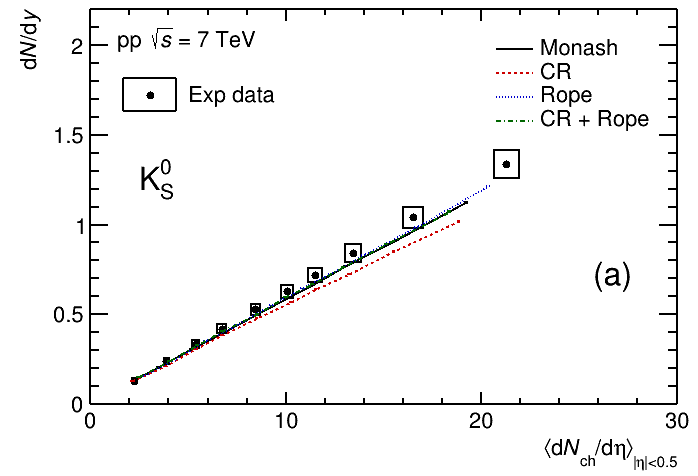 dN/dy
pp √s = 7 TeV
Exp data
Monash
CR
Rope
CR + Rope
K⁰S
(a)
2
1.5
1
0.5
0
0 10 20 30
⟨dNch/dη⟩|η|<0.5